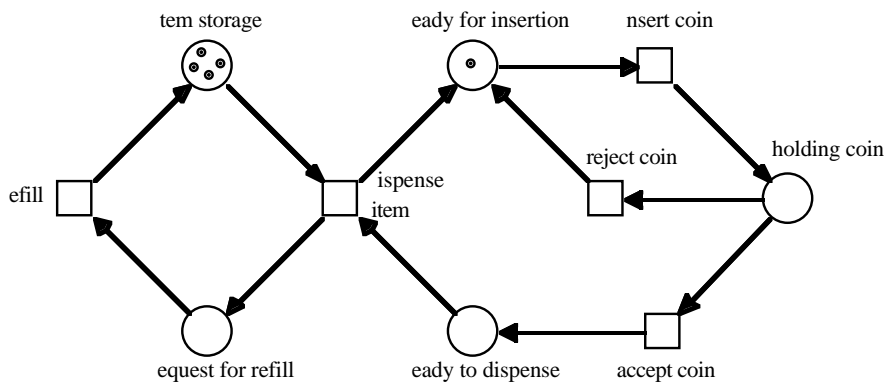 tem storage
eady for insertion
nsert coin
reject coin
holding coin
efill
ispense
item
equest for refill
eady to dispense
accept coin